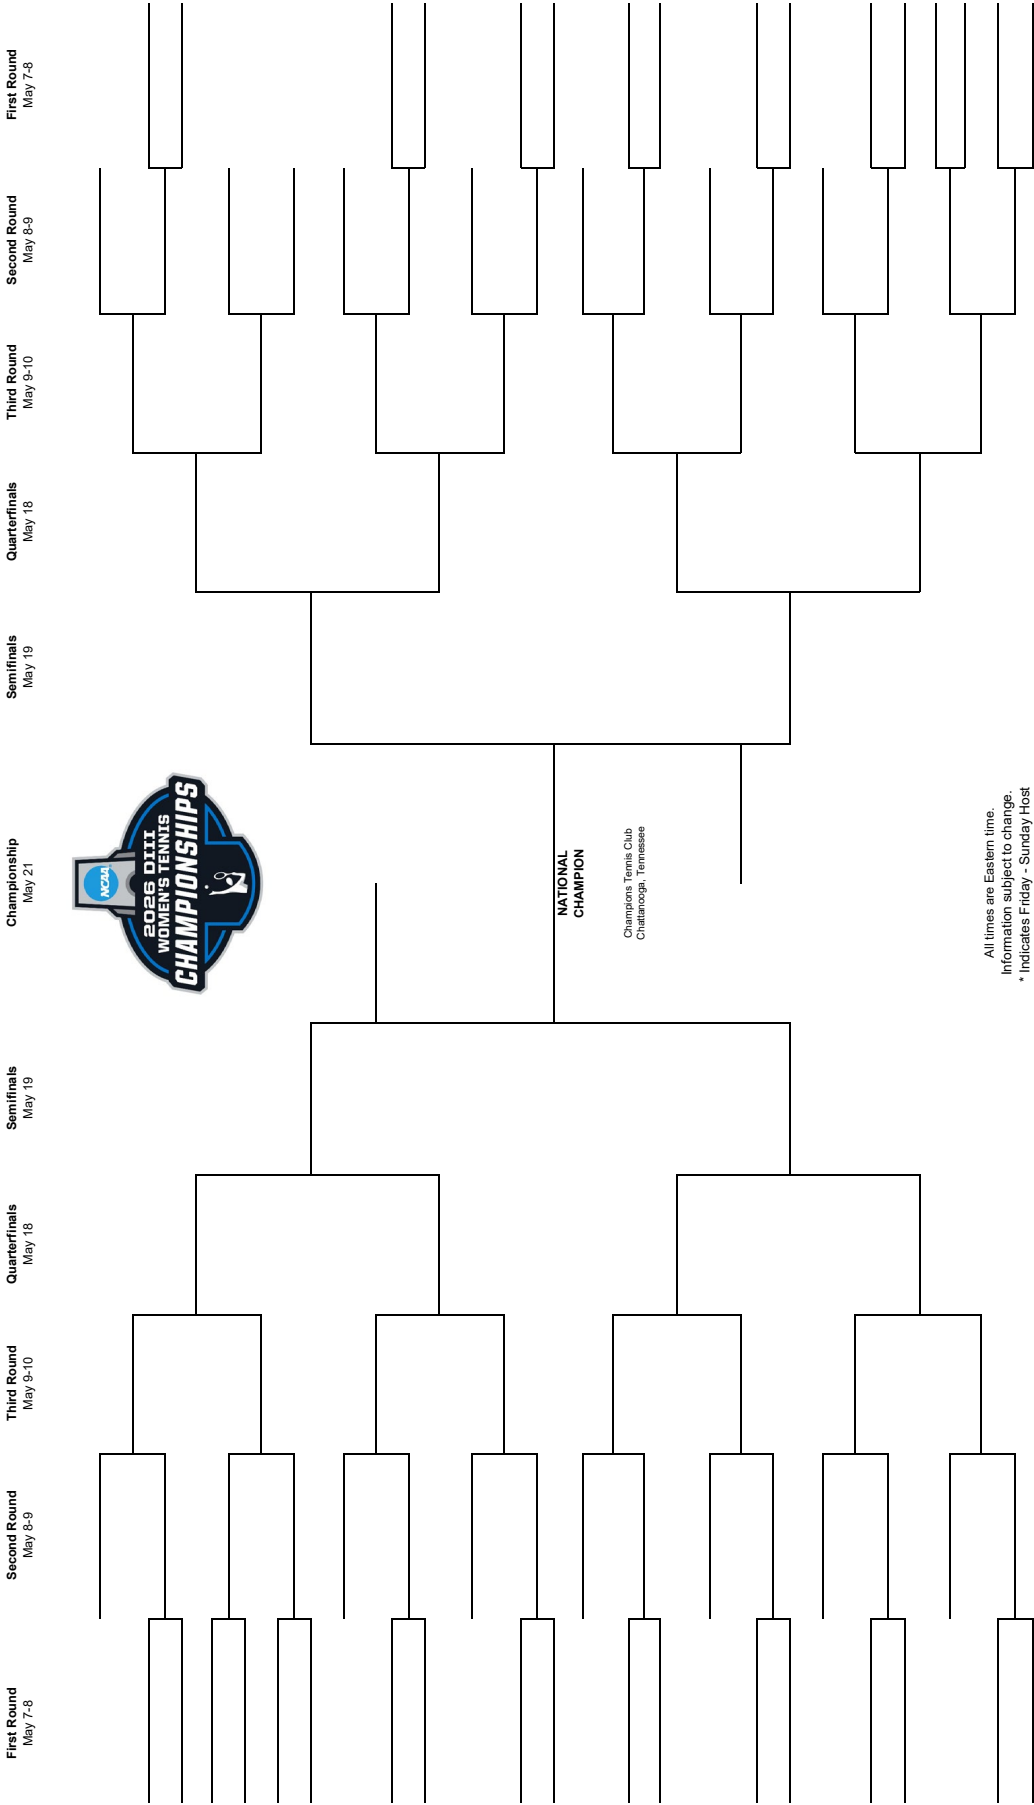 First Round
May 7-8
Second Round
May 8-9
Third Round
May 9-10
Quarterfinals
May 18
Semifinals
May 19
Championship
May 21
Semifinals
May 19
Quarterfinals
May 18
Third Round
May 9-10
Second Round
May 8-9
First Round
May 7-8
NCAA
2026 DIII
WOMEN'S TENNIS
CHAMPIONSHIPS
NATIONAL
CHAMPION
Champions Tennis Club
Chattanooga, Tennessee
All times are Eastern time.
Information subject to change.
* Indicates Friday - Sunday Host